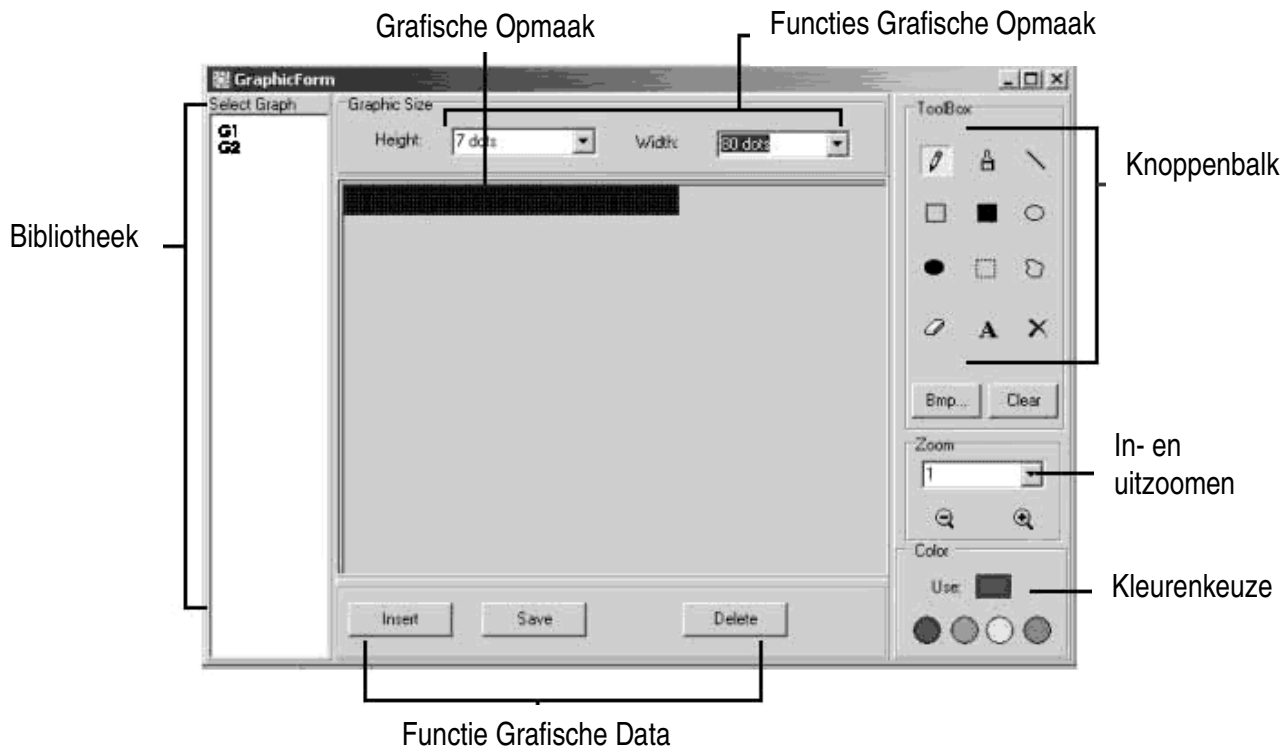 Grafische Opmaak
Functies Grafische Opmaak
GraphicForm
Select Graph
G1
G2
Graphic Size
Height:
7 dots
Width:
80 dots
ToolBox
Knoppenbalk
Bibliotheek
A
Bmp...
Clear
Zoom
1
In- en
uitzoomen
Color
Use:
Kleurenkeuze
Insert
Save
Delete
Functie Grafische Data